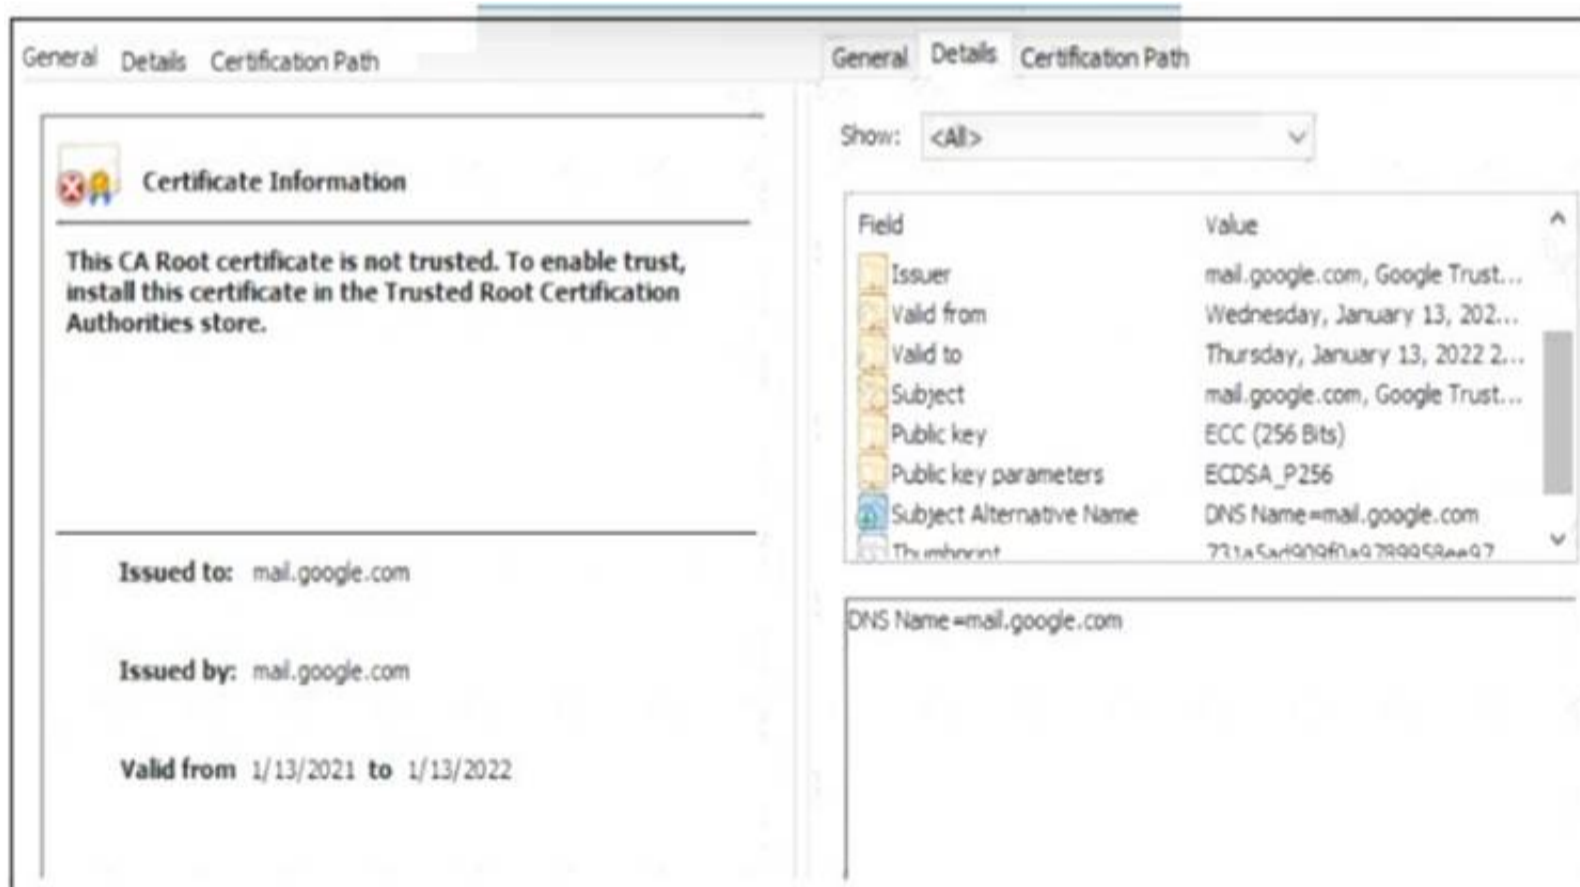 General Details Certification Path
Certificate Information
This CA Root certificate is not trusted. To enable trust,
install this certificate in the Trusted Root Certification
Authorities store.
Issued to: mail.google.com
Issued by: mail.google.com
Valid from 1/13/2021 to 1/13/2022
General Details Certification Path
Show: <All>
Field Value
Issuer mail.google.com, Google Trust...
Valid from Wednesday, January 13, 202...
Valid to Thursday, January 13, 2022 2...
Subject mail.google.com, Google Trust...
Public key ECC (256 Bits)
Public key parameters ECDSA_P256
Subject Alternative Name DNS Name=mail.google.com
Thumbprint 731a5ad909f0a9789958ee97
DNS Name=mail.google.com